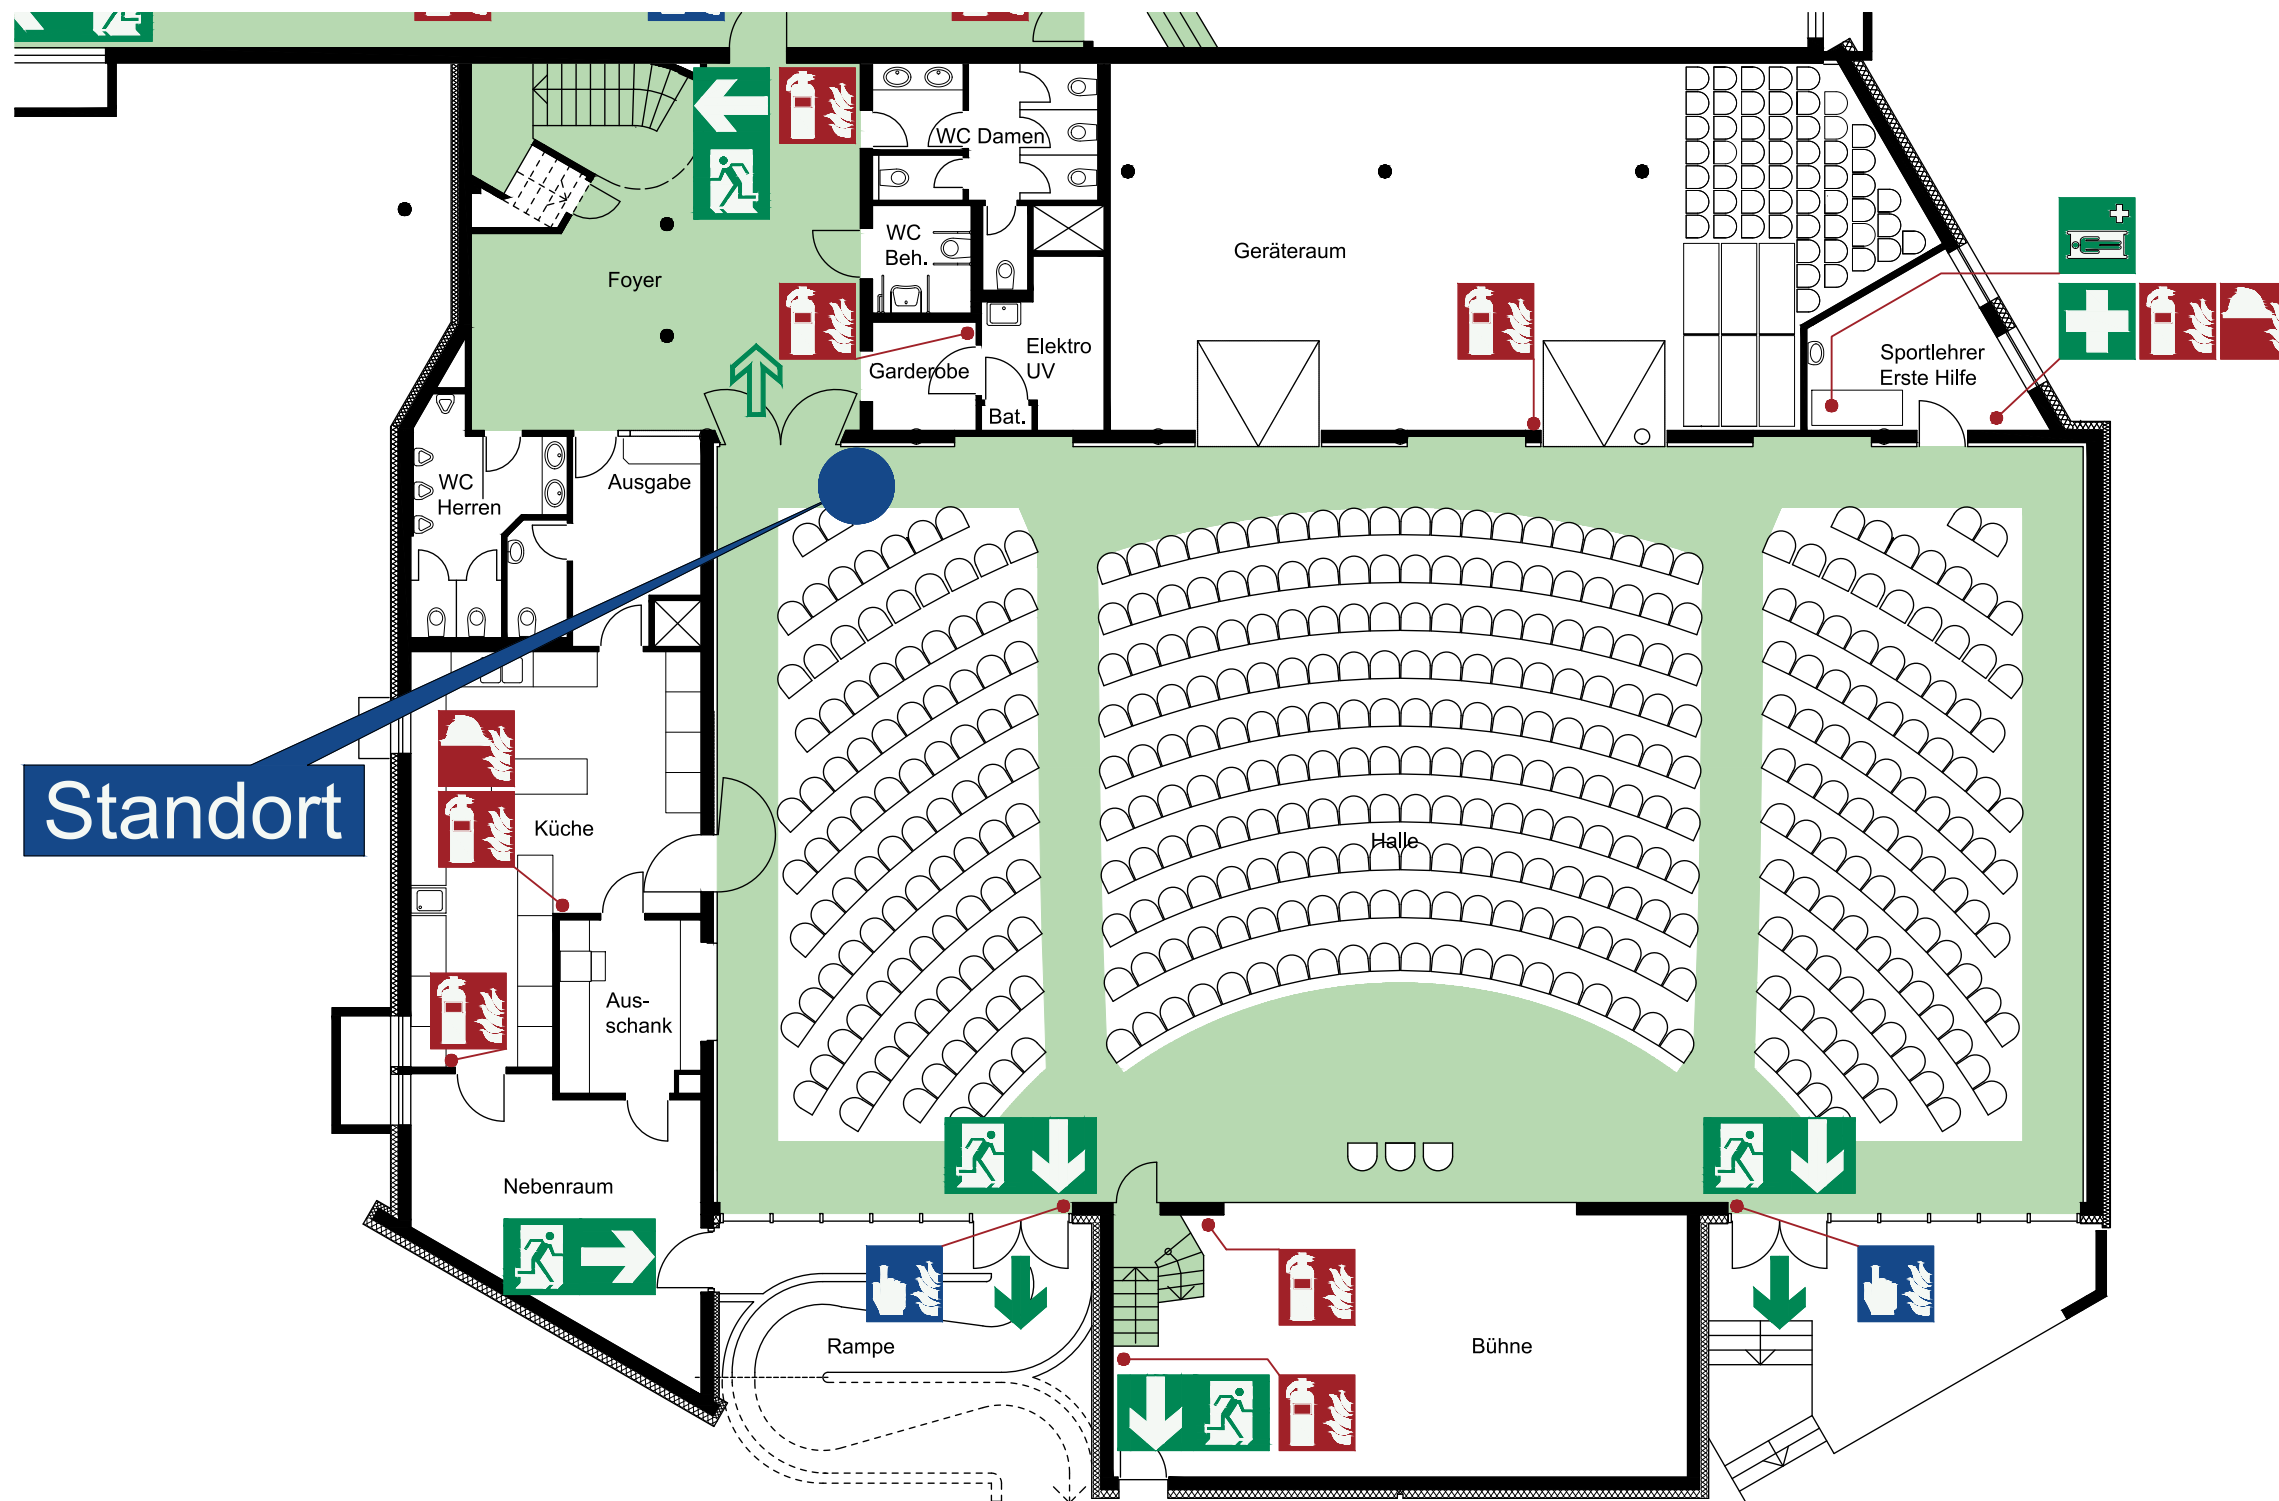 WC Damen
WC
Beh.
Geräteraum
Foyer
Elektro
UV
Garderobe
Bat.
Sportlehrer
Erste Hilfe
WC
Herren
Ausgabe
Standort
Küche
Halle
Aus-
schank
Nebenraum
Rampe
Bühne